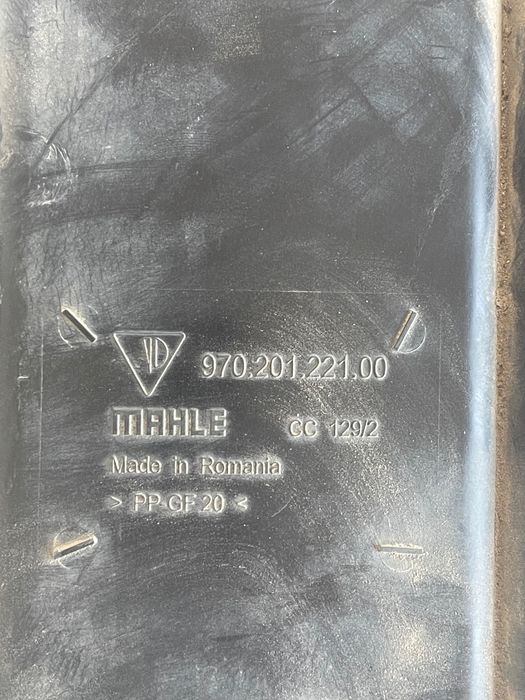 970.201.221.00
MAHLE CC 129/2
Made in Romania
> PP-GF 20 <